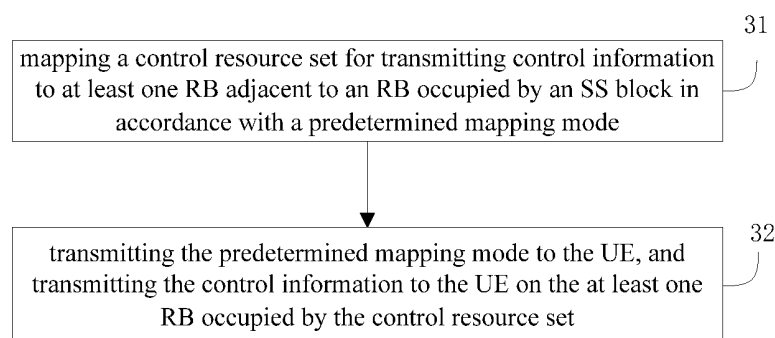 31
mapping a control resource set for transmitting control information
to at least one RB adjacent to an RB occupied by an SS block in
accordance with a predetermined mapping mode
32
transmitting the predetermined mapping mode to the UE, and
transmitting the control information to the UE on the at least one
RB occupied by the control resource set